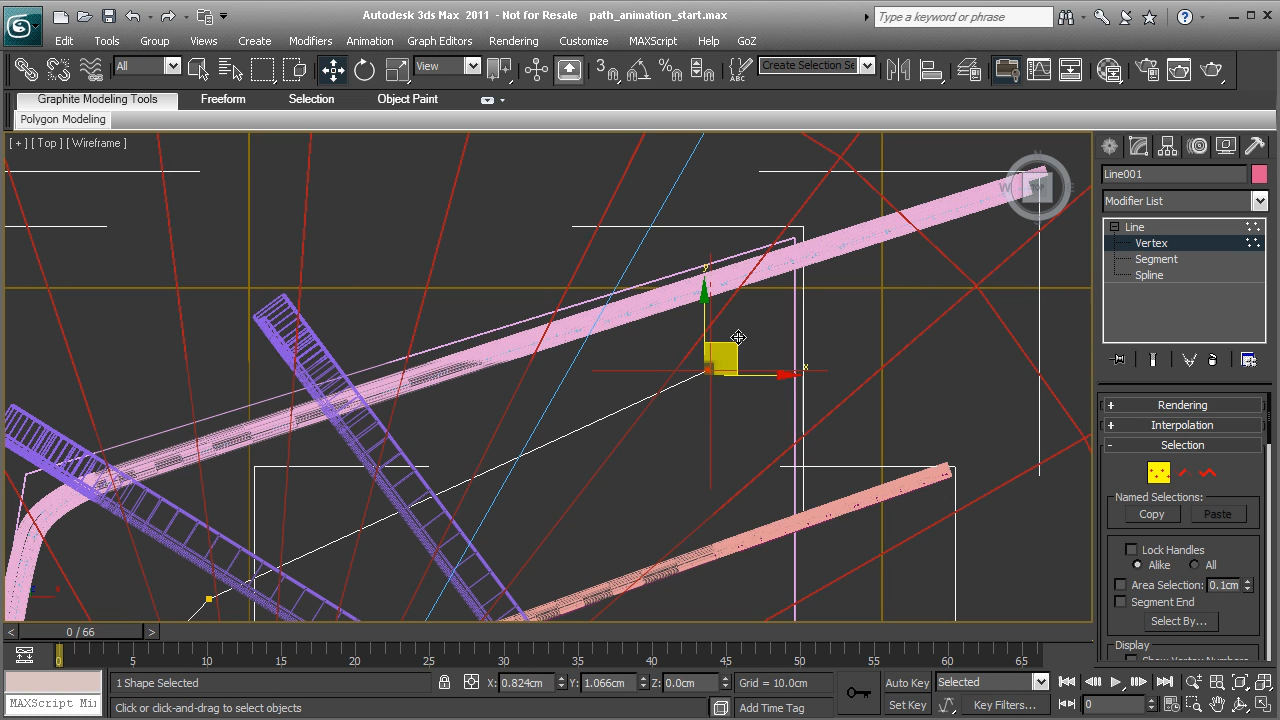 Autodesk 3ds Max 2011 - Not for Resale path_animation_start.max
Type a keyword or phrase
Edit Tools Group Views Create Modifiers Animation Graph Editors Rendering Customize MAXScript Help GoZ
All View Create Selection Se
Graphite Modeling Tools Freeform Selection Object Paint
Polygon Modeling
[ + ] [ Top ] [ Wireframe ]
Line001
Modifier List
Line
Vertex
Segment
Spline
y
x
+ Rendering
+ Interpolation
- Selection
Named Selections:
Copy Paste
Lock Handles
Alike All
Area Selection: 0.1cm
Segment End
Select By...
Display
Show Vertex Numbers
< 0 / 66 >
0 5 10 15 20 25 30 35 40 45 50 55 60 65
1 Shape Selected X: 0.824cm Y: 1.066cm Z: 0.0cm Grid = 10.0cm Auto Key Selected
MAXScript Mi Click or click-and-drag to select objects Add Time Tag Set Key Key Filters... 0